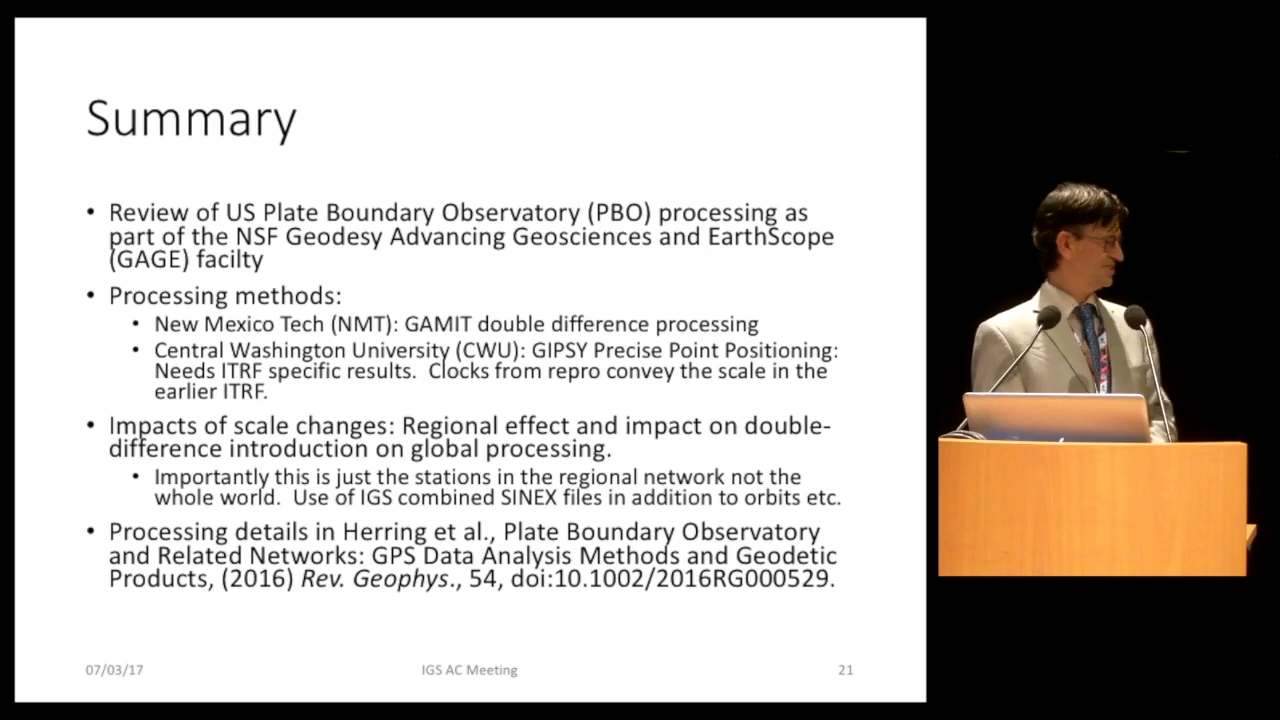 Summary
• Review of US Plate Boundary Observatory (PBO) processing as
part of the NSF Geodesy Advancing Geosciences and EarthScope
(GAGE) facilty
• Processing methods:
• New Mexico Tech (NMT): GAMIT double difference processing
• Central Washington University (CWU): GIPSY Precise Point Positioning:
Needs ITRF specific results. Clocks from repro convey the scale in the
earlier ITRF.
• Impacts of scale changes: Regional effect and impact on double-
difference introduction on global processing.
• Importantly this is just the stations in the regional network not the
whole world. Use of IGS combined SINEX files in addition to orbits etc.
• Processing details in Herring et al., Plate Boundary Observatory
and Related Networks: GPS Data Analysis Methods and Geodetic
Products, (2016) Rev. Geophys., 54, doi:10.1002/2016RG000529.
07/03/17
IGS AC Meeting
21